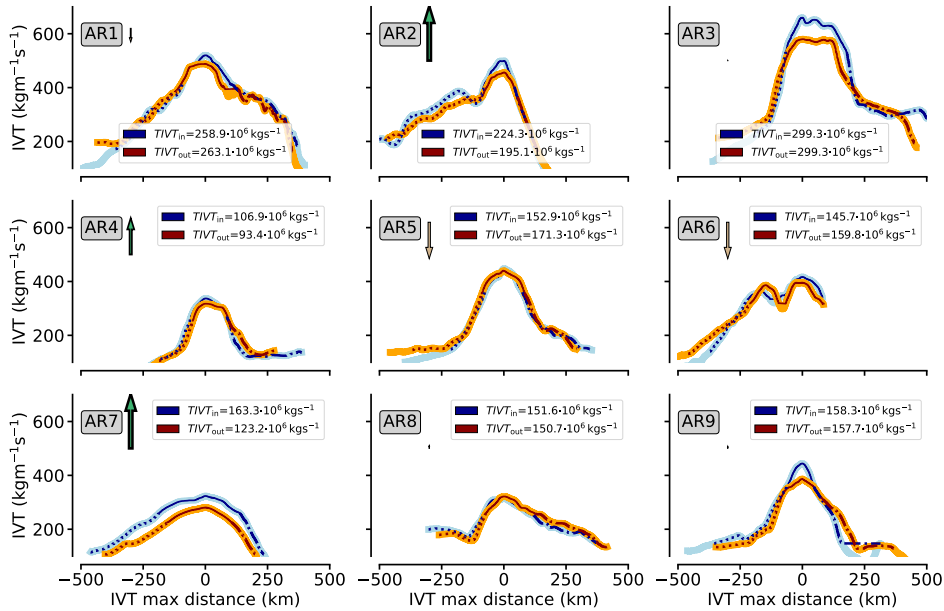 600
400
200
IVT (kgm⁻¹s⁻¹)
AR1
TIVT_in=258.9·10⁶ kgs⁻¹
TIVT_out=263.1·10⁶ kgs⁻¹
AR2
TIVT_in=224.3·10⁶ kgs⁻¹
TIVT_out=195.1·10⁶ kgs⁻¹
AR3
TIVT_in=299.3·10⁶ kgs⁻¹
TIVT_out=299.3·10⁶ kgs⁻¹
600
400
200
IVT (kgm⁻¹s⁻¹)
AR4
TIVT_in=106.9·10⁶ kgs⁻¹
TIVT_out=93.4·10⁶ kgs⁻¹
AR5
TIVT_in=152.9·10⁶ kgs⁻¹
TIVT_out=171.3·10⁶ kgs⁻¹
AR6
TIVT_in=145.7·10⁶ kgs⁻¹
TIVT_out=159.8·10⁶ kgs⁻¹
600
400
200
IVT (kgm⁻¹s⁻¹)
AR7
TIVT_in=163.3·10⁶ kgs⁻¹
TIVT_out=123.2·10⁶ kgs⁻¹
AR8
TIVT_in=151.6·10⁶ kgs⁻¹
TIVT_out=150.7·10⁶ kgs⁻¹
AR9
TIVT_in=158.3·10⁶ kgs⁻¹
TIVT_out=157.7·10⁶ kgs⁻¹
−500 −250 0 250 500
−500 −250 0 250 500
−500 −250 0 250 500
IVT max distance (km)
IVT max distance (km)
IVT max distance (km)